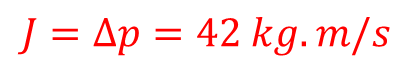 J = Δp = 42 kg.m/s